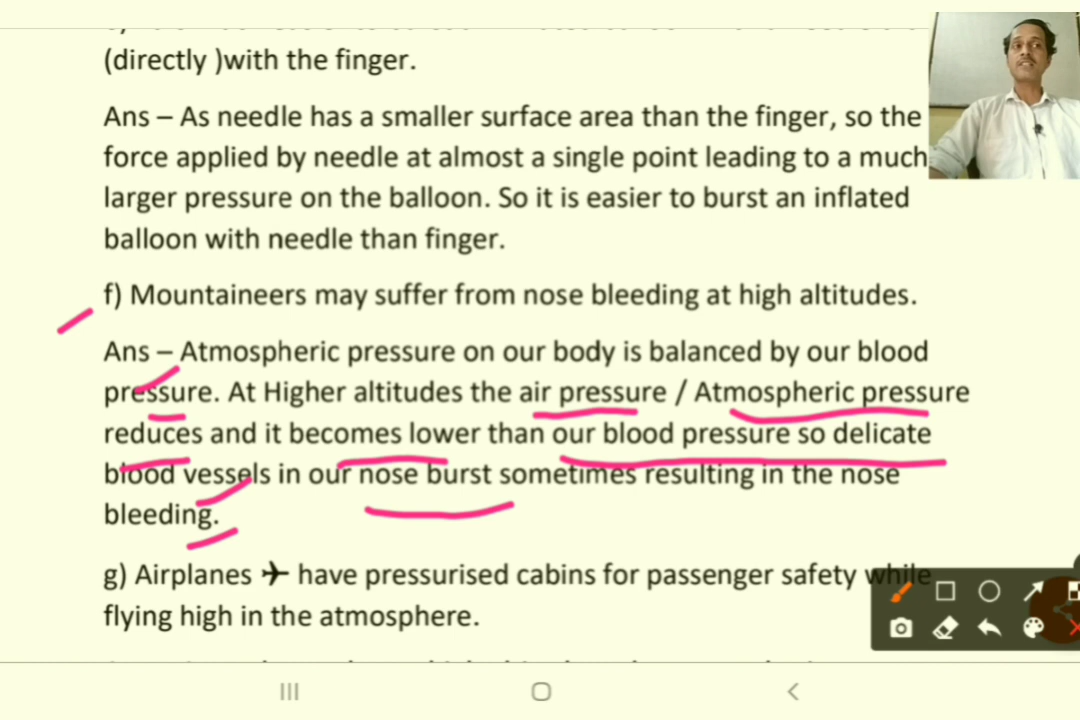 (directly )with the finger.
Ans – As needle has a smaller surface area than the finger, so the
force applied by needle at almost a single point leading to a much
larger pressure on the balloon. So it is easier to burst an inflated
balloon with needle than finger.
f) Mountaineers may suffer from nose bleeding at high altitudes.
Ans – Atmospheric pressure on our body is balanced by our blood
pressure. At Higher altitudes the air pressure / Atmospheric pressure
reduces and it becomes lower than our blood pressure so delicate
blood vessels in our nose burst sometimes resulting in the nose
bleeding.
g) Airplanes ✈ have pressurised cabins for passenger safety while
flying high in the atmosphere.